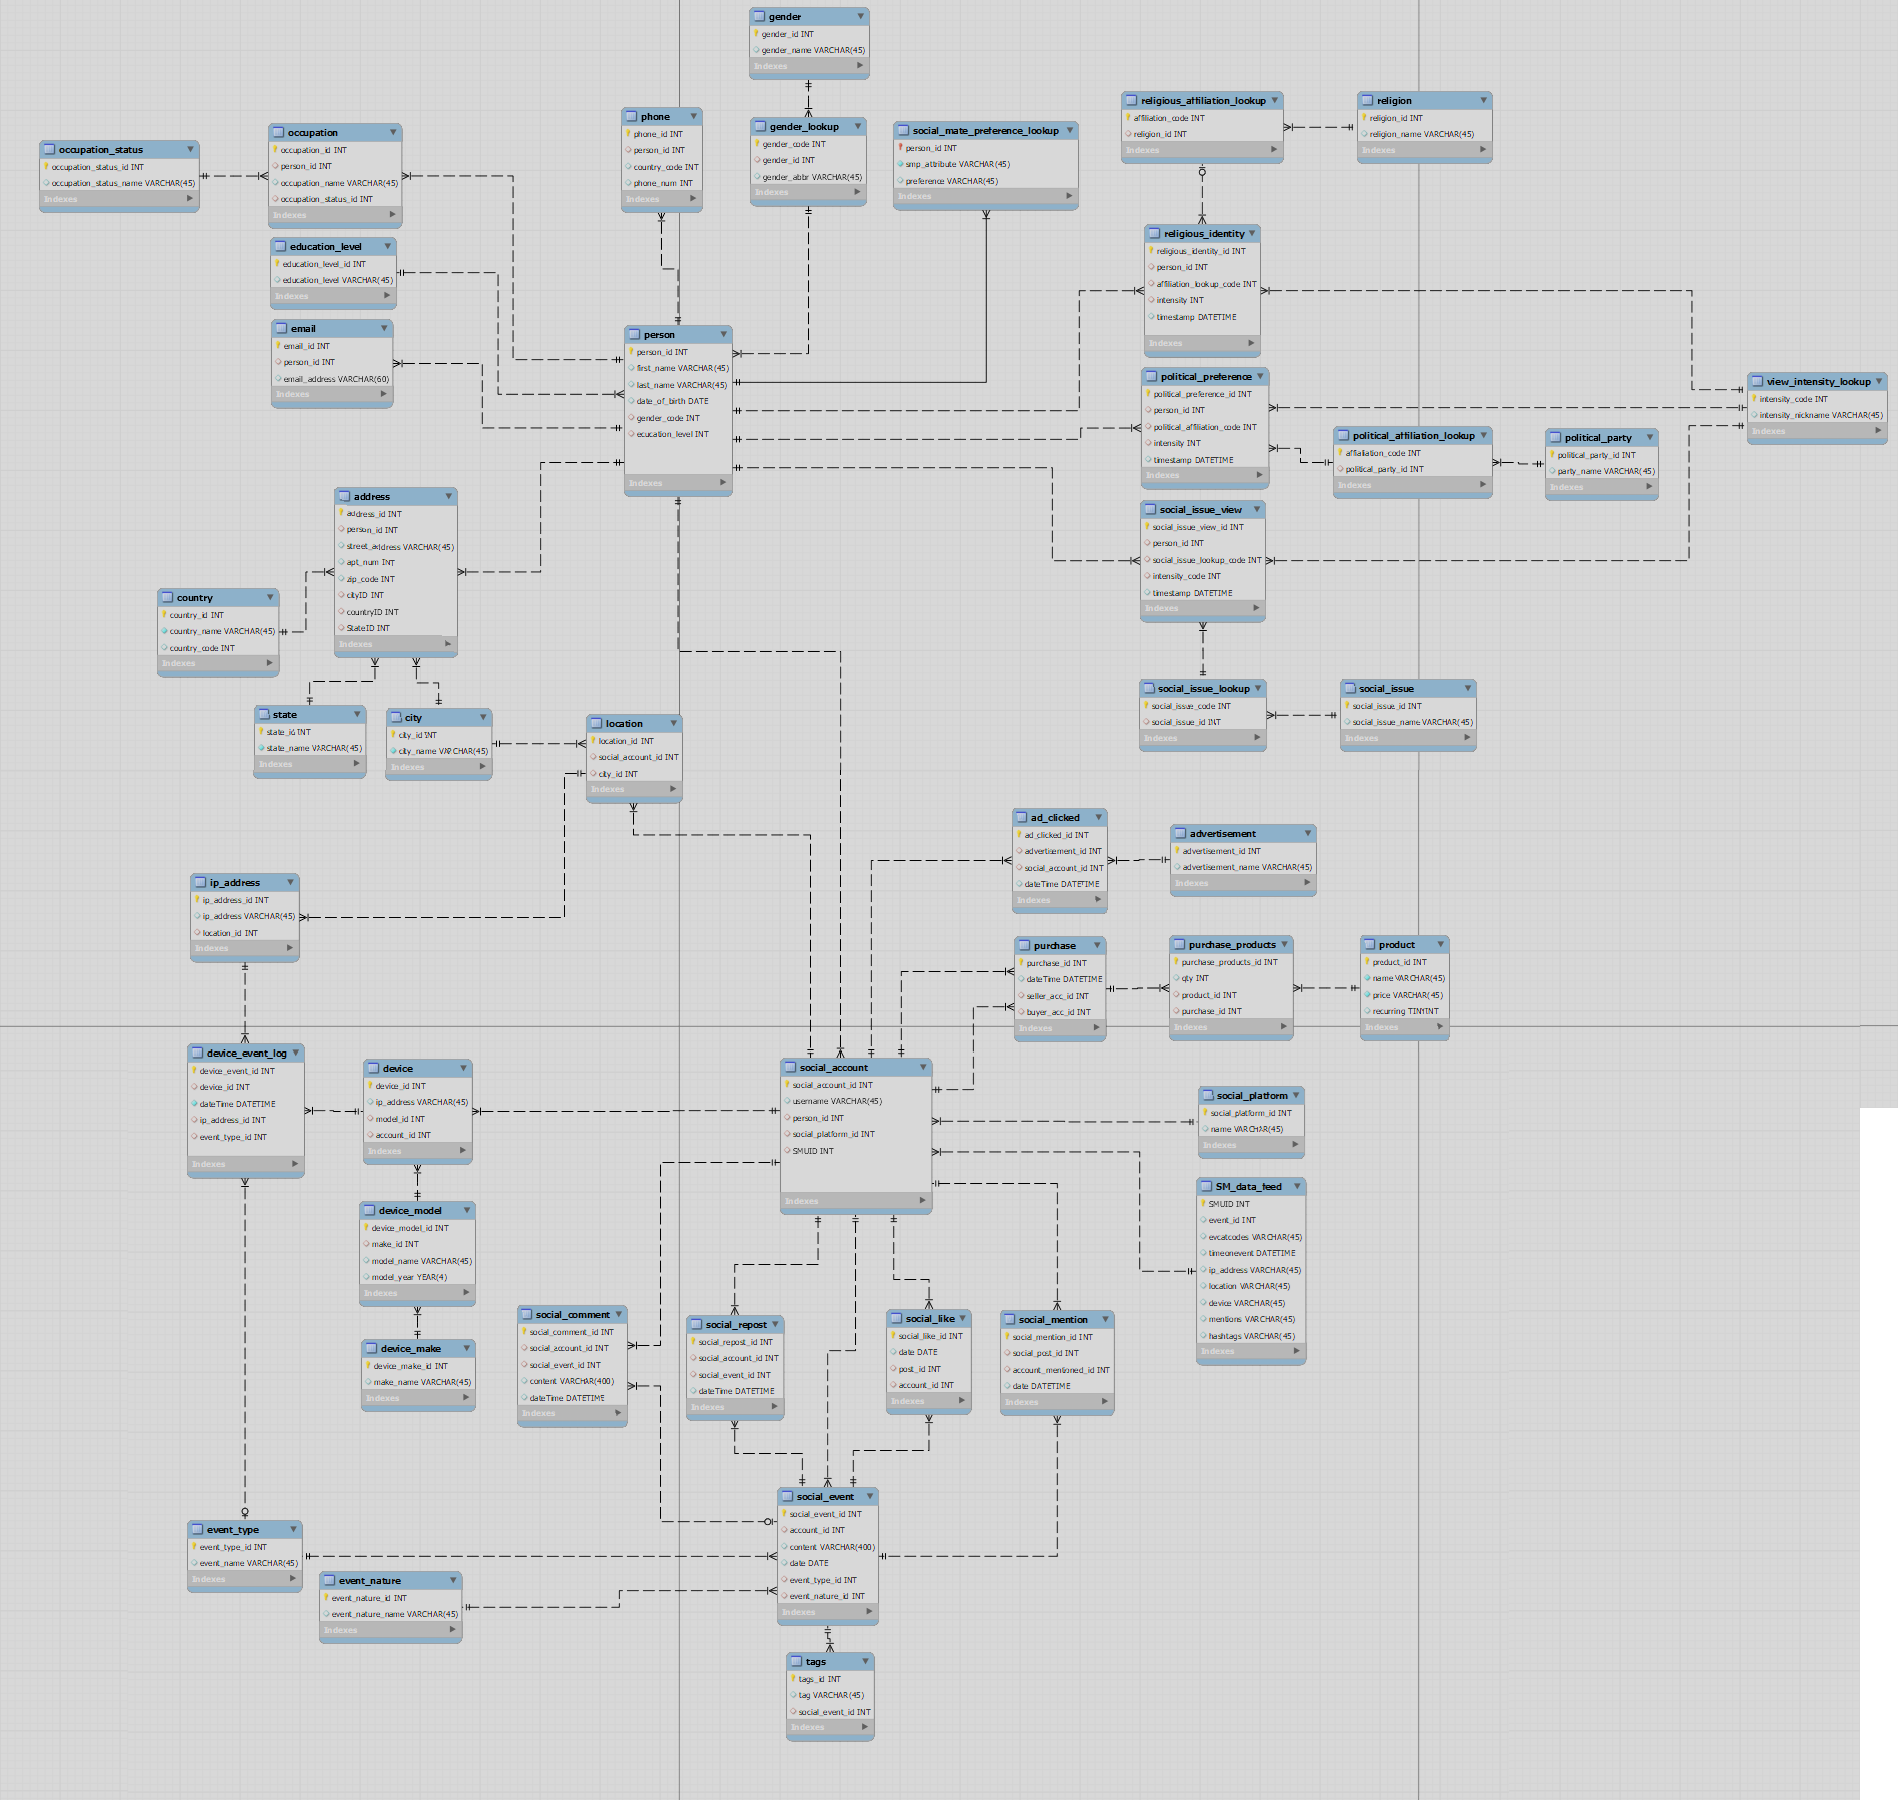 gender
gender_id INT
gender_name VARCHAR(45)
Indexes
phone
phone_id INT
person_id INT
country_code INT
phone_num INT
Indexes
gender_lookup
gender_code INT
gender_id INT
gender_abbr VARCHAR(45)
Indexes
social_mate_preference_lookup
person_id INT
smp_attribute VARCHAR(45)
preference VARCHAR(45)
Indexes
religious_affiliation_lookup
affiliation_code INT
religion_id INT
Indexes
religion
religion_id INT
religion_name VARCHAR(45)
Indexes
occupation_status
occupation_status_id INT
occupation_status_name VARCHAR(45)
Indexes
occupation
occupation_id INT
person_id INT
occupation_name VARCHAR(45)
occupation_status_id INT
Indexes
education_level
education_level_id INT
education_level VARCHAR(45)
Indexes
email
email_id INT
person_id INT
email_address VARCHAR(60)
Indexes
person
person_id INT
first_name VARCHAR(45)
last_name VARCHAR(45)
date_of_birth DATE
gender_code INT
ecucation_level INT
Indexes
religious_identity
religious_identity_id INT
person_id INT
affiliation_lookup_code INT
intensity INT
timestamp DATETIME
Indexes
political_preference
political_preference_id INT
person_id INT
political_affiliation_code INT
intensity INT
timestamp DATETIME
Indexes
view_intensity_lookup
intensity_code INT
intensity_nickname VARCHAR(45)
Indexes
political_affiliation_lookup
affialiation_code INT
political_party_id INT
Indexes
political_party
political_party_id INT
party_name VARCHAR(45)
Indexes
social_issue_view
social_issue_view_id INT
person_id INT
social_issue_lookup_code INT
intensity_code INT
timestamp DATETIME
Indexes
address
address_id INT
person_id INT
street_address VARCHAR(45)
apt_num INT
zip_code INT
cityID INT
countryID INT
StateID INT
Indexes
country
country_id INT
country_name VARCHAR(45)
country_code INT
Indexes
state
state_id INT
state_name VARCHAR(45)
Indexes
city
city_id INT
city_name VARCHAR(45)
Indexes
location
location_id INT
social_account_id INT
city_id INT
Indexes
social_issue_lookup
social_issue_code INT
social_issue_id INT
Indexes
social_issue
social_issue_id INT
social_issue_name VARCHAR(45)
Indexes
ad_clicked
ad_clicked_id INT
advertisement_id INT
social_account_id INT
dateTime DATETIME
Indexes
advertisement
advertisement_id INT
advertisement_name VARCHAR(45)
Indexes
ip_address
ip_address_id INT
ip_address VARCHAR(45)
location_id INT
Indexes
purchase
purchase_id INT
dateTime DATETIME
seller_acc_id INT
buyer_acc_id INT
Indexes
purchase_products
purchase_products_id INT
qty INT
product_id INT
purchase_id INT
Indexes
product
product_id INT
name VARCHAR(45)
price VARCHAR(45)
recurring TINYINT
Indexes
device_event_log
device_event_id INT
device_id INT
dateTime DATETIME
ip_address_id INT
event_type_id INT
Indexes
device
device_id INT
ip_address VARCHAR(45)
model_id INT
account_id INT
Indexes
social_account
social_account_id INT
username VARCHAR(45)
person_id INT
social_platform_id INT
SMUID INT
Indexes
social_platform
social_platform_id INT
name VARCHAR(45)
Indexes
SM_data_feed
SMUID INT
event_id INT
evcatcodes VARCHAR(45)
timeonevent DATETIME
ip_address VARCHAR(45)
location VARCHAR(45)
device VARCHAR(45)
mentions VARCHAR(45)
hashtags VARCHAR(45)
Indexes
device_model
device_model_id INT
make_id INT
model_name VARCHAR(45)
model_year YEAR(4)
Indexes
device_make
device_make_id INT
make_name VARCHAR(45)
Indexes
social_comment
social_comment_id INT
social_account_id INT
social_event_id INT
content VARCHAR(400)
dateTime DATETIME
Indexes
social_repost
social_repost_id INT
social_account_id INT
social_event_id INT
dateTime DATETIME
Indexes
social_like
social_like_id INT
date DATE
post_id INT
account_id INT
Indexes
social_mention
social_mention_id INT
social_post_id INT
account_mentioned_id INT
date DATETIME
Indexes
social_event
social_event_id INT
account_id INT
content VARCHAR(400)
date DATE
event_type_id INT
event_nature_id INT
Indexes
event_type
event_type_id INT
event_name VARCHAR(45)
Indexes
event_nature
event_nature_id INT
event_nature_name VARCHAR(45)
Indexes
tags
tags_id INT
tag VARCHAR(45)
social_event_id INT
Indexes